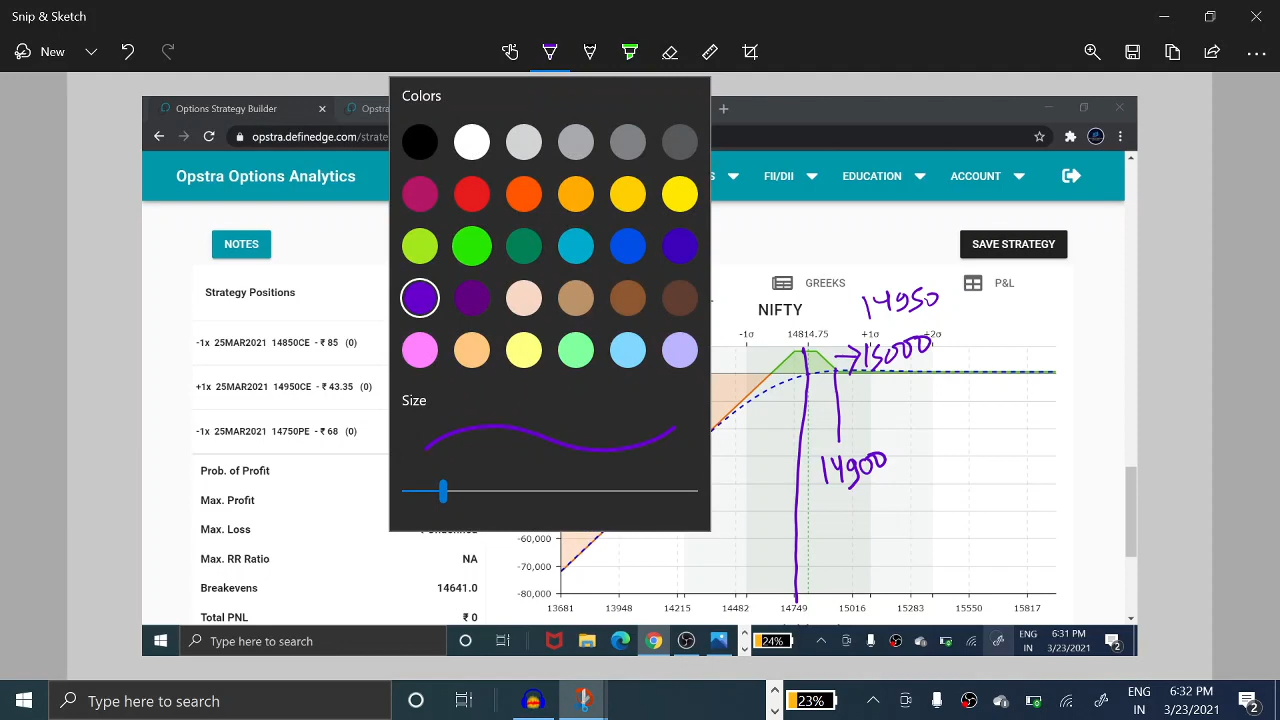 Snip & Sketch
New
Colors
Size
Options Strategy Builder
Opstra
opstra.definedge.com/strate
Opstra Options Analytics
S
FII/DII
EDUCATION
ACCOUNT
NOTES
SAVE STRATEGY
Strategy Positions
GREEKS
P&L
-1x 25MAR2021 14850CE - ₹ 85 (0)
+1x 25MAR2021 14950CE - ₹ 43.35 (0)
-1x 25MAR2021 14750PE - ₹ 68 (0)
Prob. of Profit
Max. Profit
Max. Loss
Max. RR Ratio NA
Breakevens 14641.0
Total PNL ₹ 0
NIFTY
14950
-1σ 14814.75 +1σ +2σ
15000
14900
-60,000
-80,000
13681 13948 14215 14482 14749 15016 15283 15550 15817
Type here to search
24%
ENG
IN
6:31 PM
3/23/2021
2
Type here to search
23%
ENG
IN
6:32 PM
3/23/2021
2